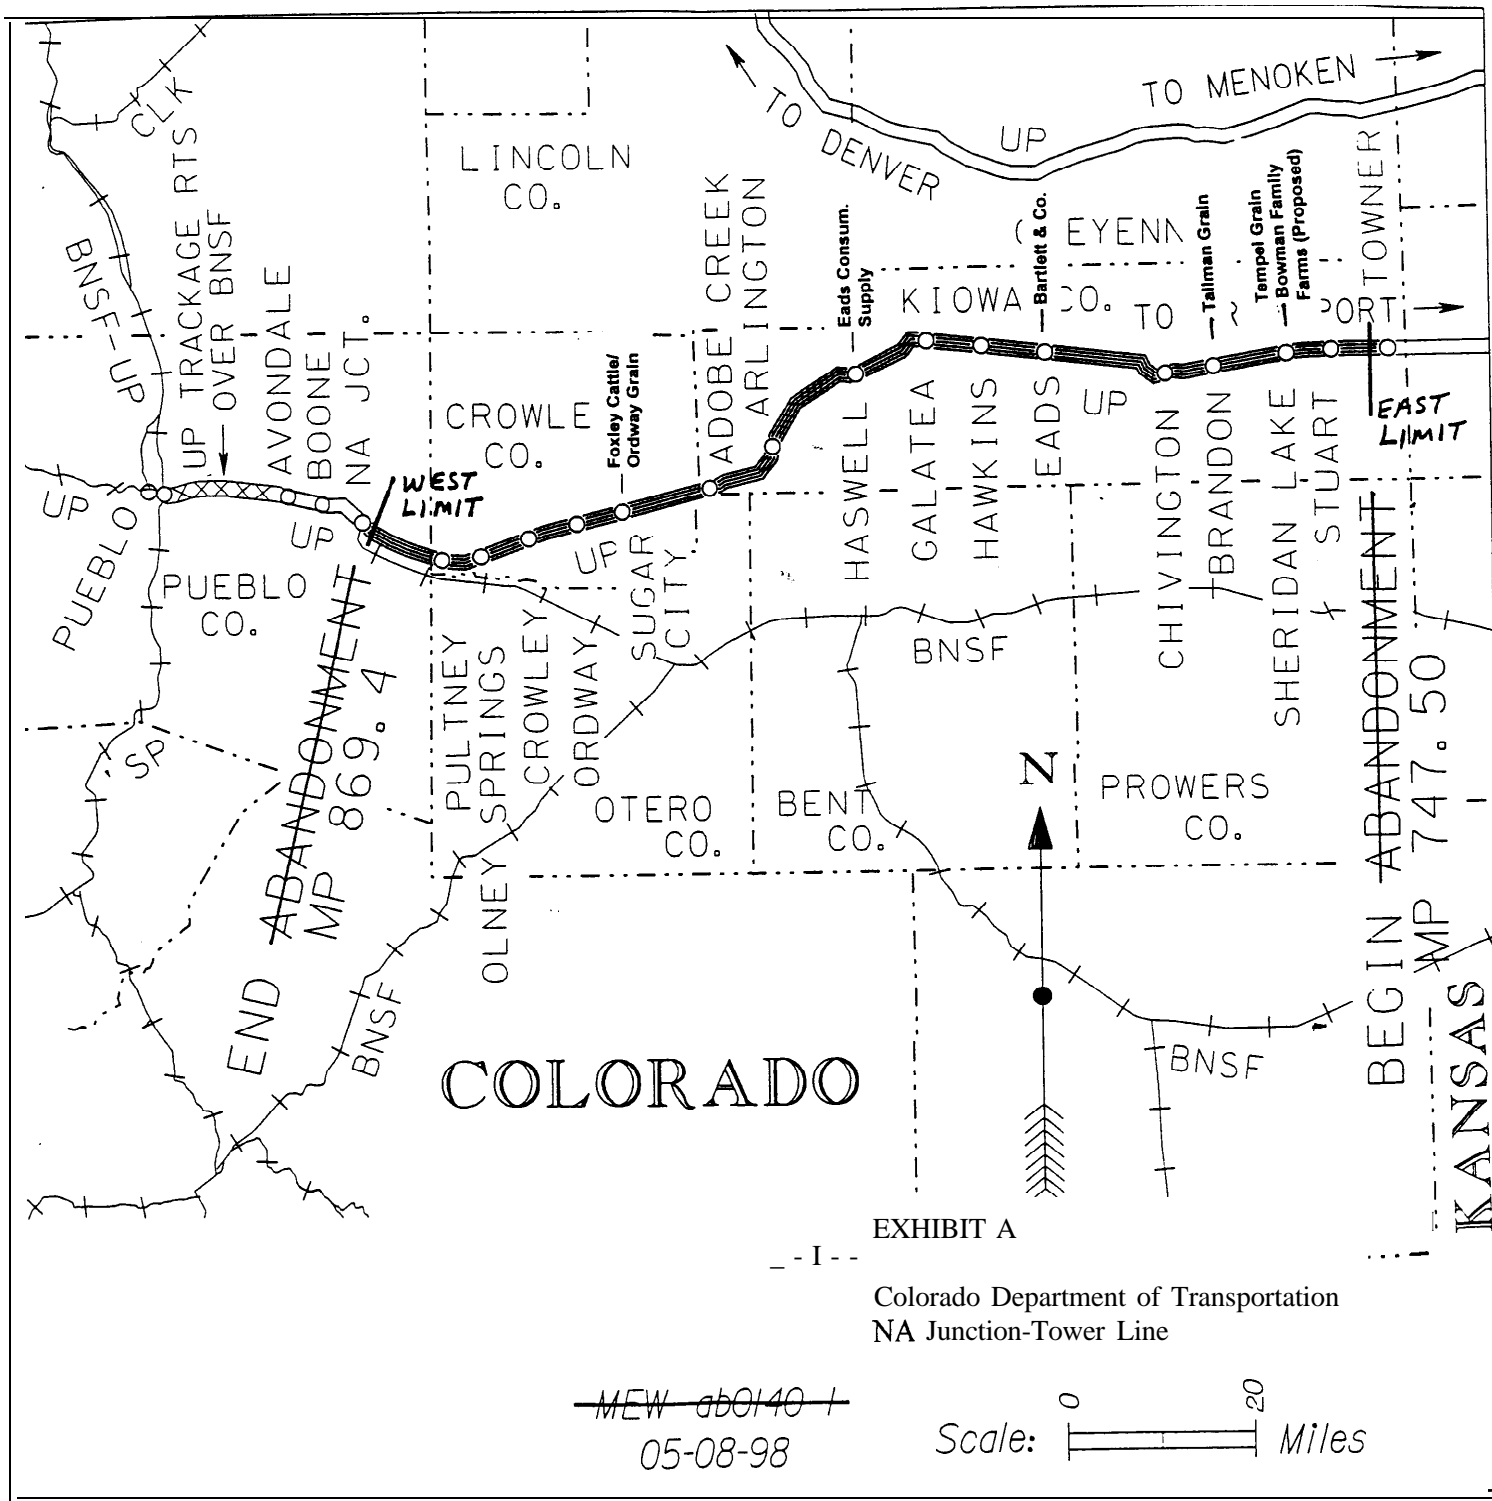 CLK
TO MENOKEN
TO DENVER
UP
LINCOLN
CO.
BNSF-UP
UP TRACKAGE RTS
OVER BNSF
AVONDALE
BOONE
NA JCT.
ADOBE CREEK
ARLINGTON
Eads Consum.
Supply
Bartlett & Co.
EYENN
Tallman Grain
Tempel Grain
Bowman Family
Farms (Proposed)
TOWNER
KIOWA CO.
TO
PORT
CROWLE
CO.
Foxley Cattle/
Ordway Grain
HASWELL
GALATEA
HAWKINS
EADS
UP
CHIVINGTON
BRANDON
SHERIDAN LAKE
STUART
EAST
LIMIT
WEST
LIMIT
UP
UP
UP
PUEBLO
PUEBLO
CO.
SUGAR
CITY
PULTNEY
OLNEY SPRINGS
CROWLEY
ORDWAY
BNSF
SP
END ABANDONMENT
MP 869.4
OTERO
CO.
BENT
CO.
N
PROWERS
CO.
BEGIN ABANDONMENT
MP 747.50
BNSF
BNSF
COLORADO
KANSAS
EXHIBIT A
_ - I - -
Colorado Department of Transportation
NA Junction-Tower Line
MEW ab0140 1
05-08-98
Scale: 0 20 Miles